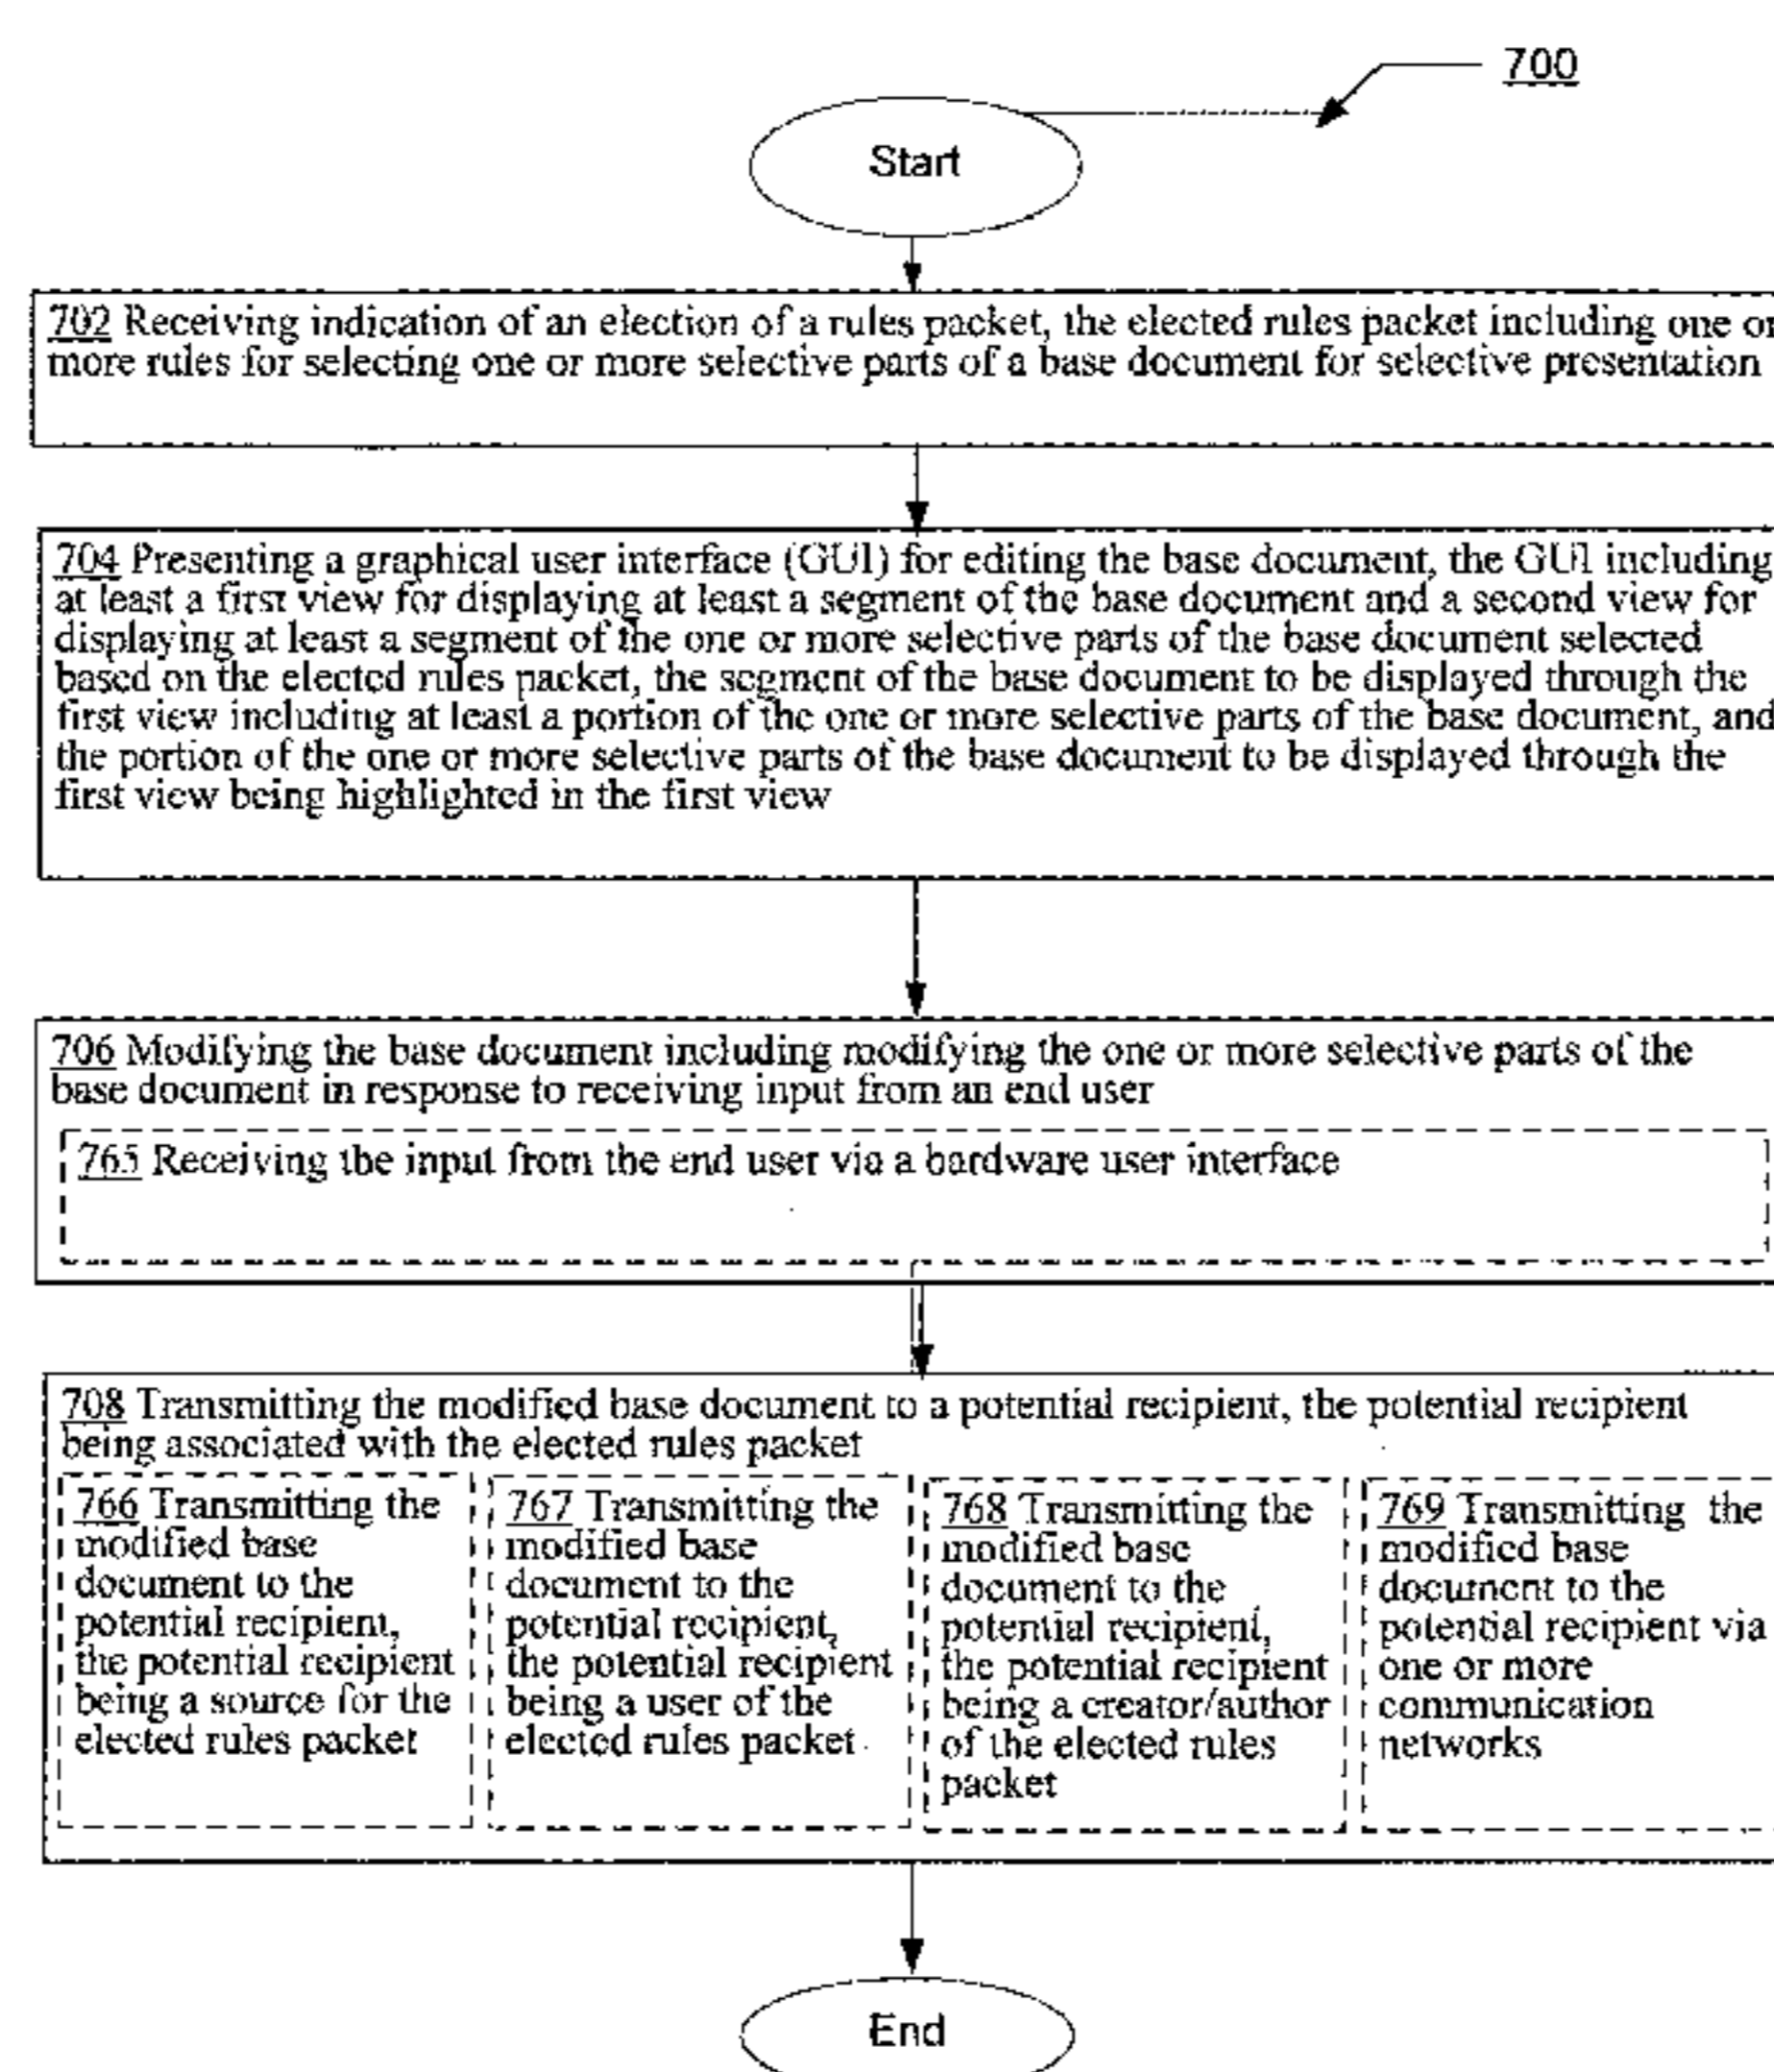 700
Start
702 Receiving indication of an election of a rules packet, the elected rules packet including one or
more rules for selecting one or more selective parts of a base document for selective presentation
704 Presenting a graphical user interface (GUI) for editing the base document, the GUI including
at least a first view for displaying at least a segment of the base document and a second view for
displaying at least a segment of the one or more selective parts of the base document selected
based on the elected rules packet, the segment of the base document to be displayed through the
first view including at least a portion of the one or more selective parts of the base document, and
the portion of the one or more selective parts of the base document to be displayed through the
first view being highlighted in the first view
706 Modifying the base document including modifying the one or more selective parts of the
base document in response to receiving input from an end user
765 Receiving the input from the end user via a hardware user interface
708 Transmitting the modified base document to a potential recipient, the potential recipient
being associated with the elected rules packet
766 Transmitting the
modified base
document to the
potential recipient,
the potential recipient
being a source for the
elected rules packet
767 Transmitting the
modified base
document to the
potential recipient,
the potential recipient
being a user of the
elected rules packet
768 Transmitting the
modified base
document to the
potential recipient,
the potential recipient
being a creator/author
of the elected rules
packet
769 Transmitting the
modified base
document to the
potential recipient via
one or more
communication
networks
End